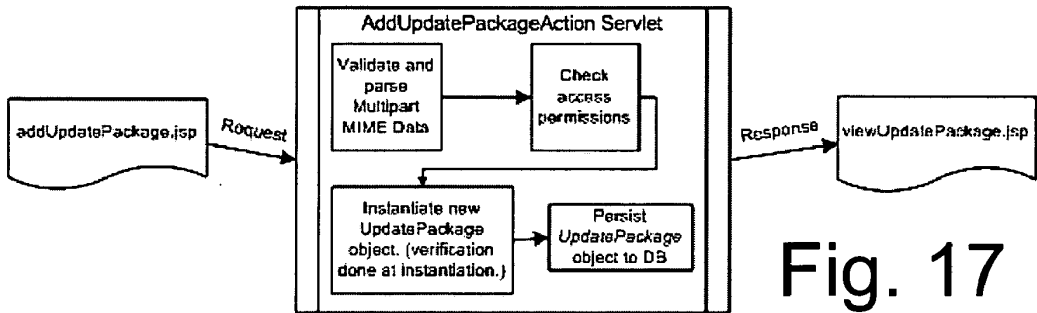 AddUpdatePackageAction Servlet
Validate and
parse
Multipart
MIME Data
Check
access
permissions
addUpdatePackage.jsp
Request
Response
viewUpdatePackage.jsp
Instantiate new
UpdatePackage
object. (verification
done at instantiation.)
Persist
UpdatePackage
object to DB
Fig. 17